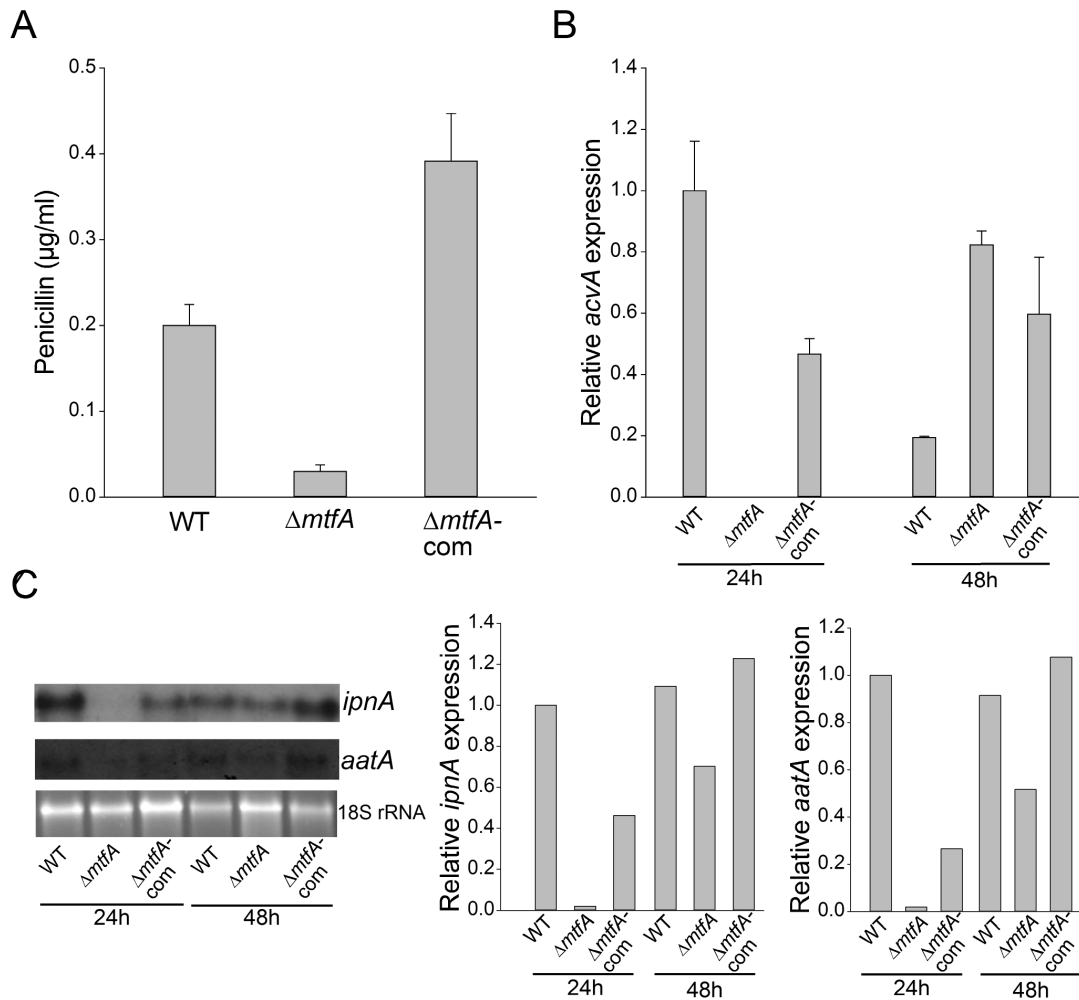 A
Penicillin (µg/ml)
0.5
0.4
0.3
0.2
0.1
0.0
WT
ΔmtfA
ΔmtfA-
com
B
Relative acvA expression
1.4
1.2
1.0
0.8
0.6
0.4
0.2
0.0
WT
ΔmtfA
ΔmtfA-
com
24h
WT
ΔmtfA
ΔmtfA-
com
48h
C
ipnA
aatA
18S rRNA
WT
ΔmtfA
ΔmtfA-
com
24h
WT
ΔmtfA
ΔmtfA-
com
48h
Relative ipnA expression
1.4
1.2
1.0
0.8
0.6
0.4
0.2
0.0
WT
ΔmtfA
ΔmtfA-
com
24h
WT
ΔmtfA
ΔmtfA-
com
48h
Relative aatA expression
1.2
1.0
0.8
0.6
0.4
0.2
0.0
WT
ΔmtfA
ΔmtfA-
com
24h
WT
ΔmtfA
ΔmtfA-
com
48h